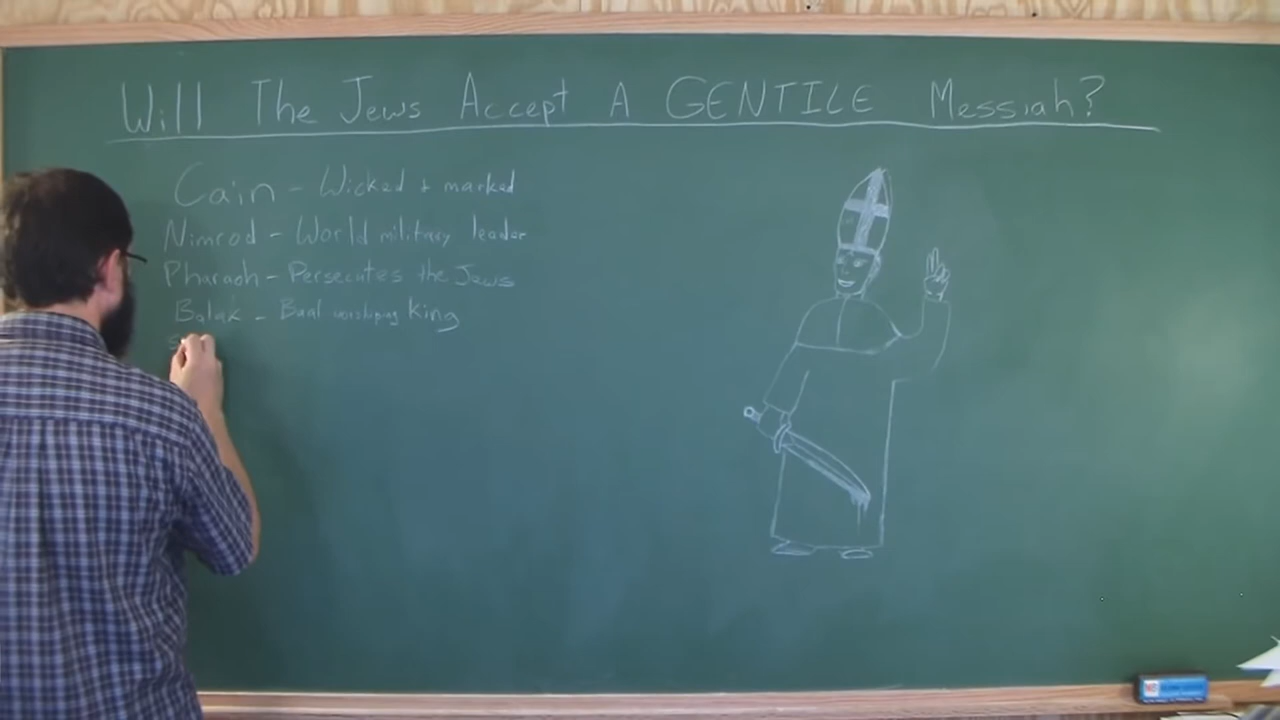 Will The Jews Accept A GENTILE Messiah?
Cain - Wicked + marked
Nimrod - World military leader
Pharaoh - Persecutes the Jews
Balak - Baal worshiping king